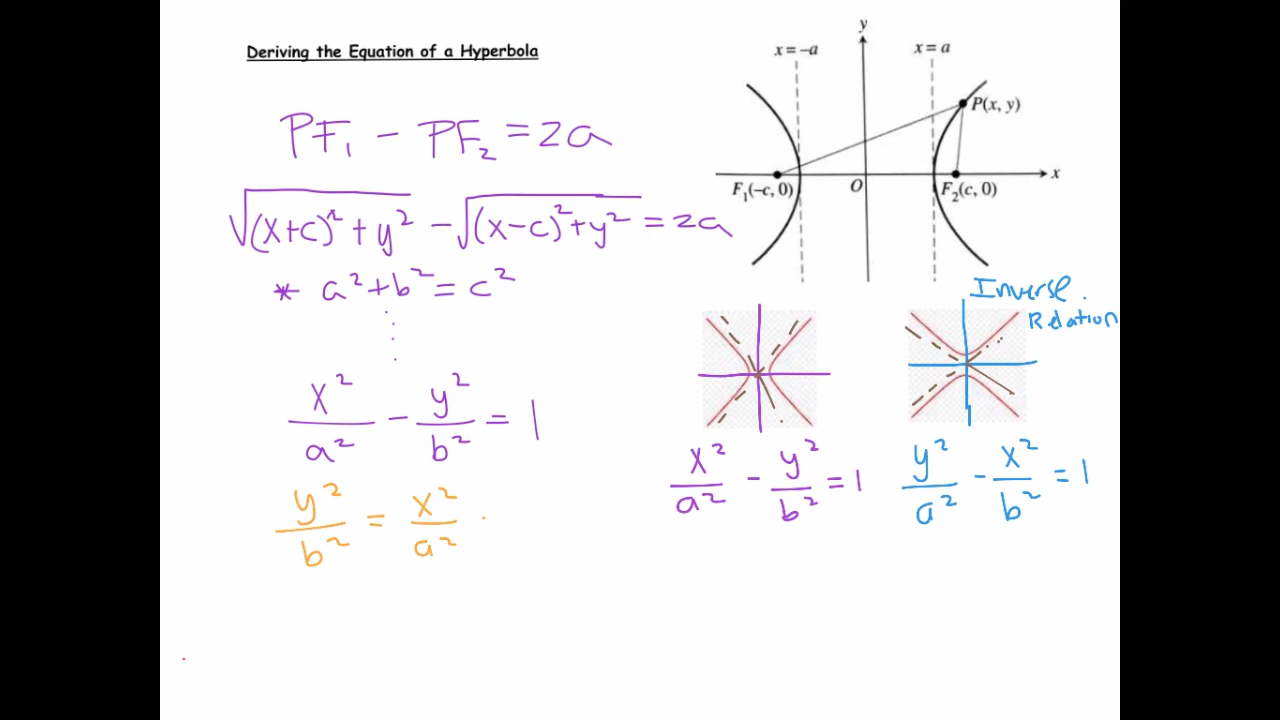 Deriving the Equation of a Hyperbola
PF₁ − PF₂ = 2a
√(x+c)² + y² − √(x−c)² + y² = 2a
* a² + b² = c²
⋮
x²/a² − y²/b² = 1
y²/b² = x²/a² ·
y
x = −a
x = a
P(x, y)
x
F₁(−c, 0)
O
F₂(c, 0)
Inverse.
Relation
x²/a² − y²/b² = 1
y²/a² − x²/b² = 1